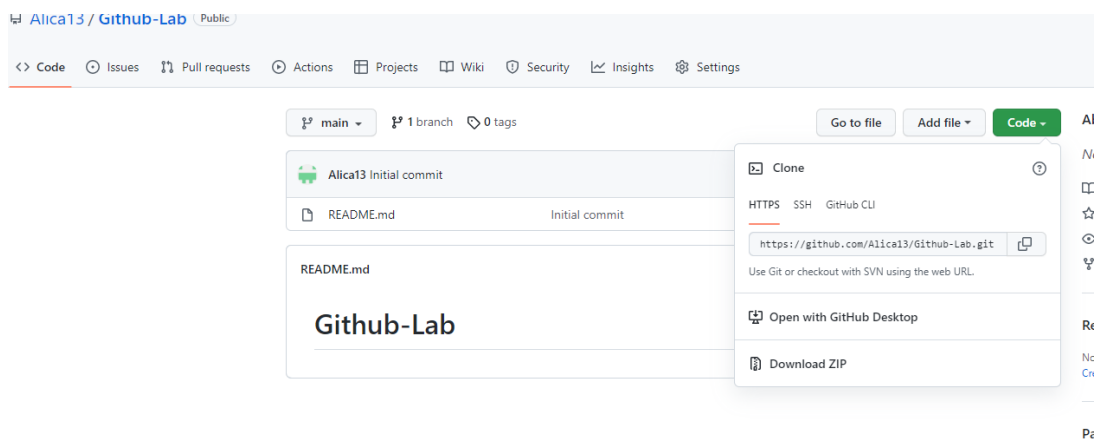 Alica13 / Github-Lab Public
Code Issues Pull requests Actions Projects Wiki Security Insights Settings
main 1 branch 0 tags Go to file Add file Code
Alica13 Initial commit
README.md Initial commit
README.md
Github-Lab
Clone
HTTPS SSH GitHub CLI
https://github.com/Alica13/Github-Lab.git
Use Git or checkout with SVN using the web URL.
Open with GitHub Desktop
Download ZIP